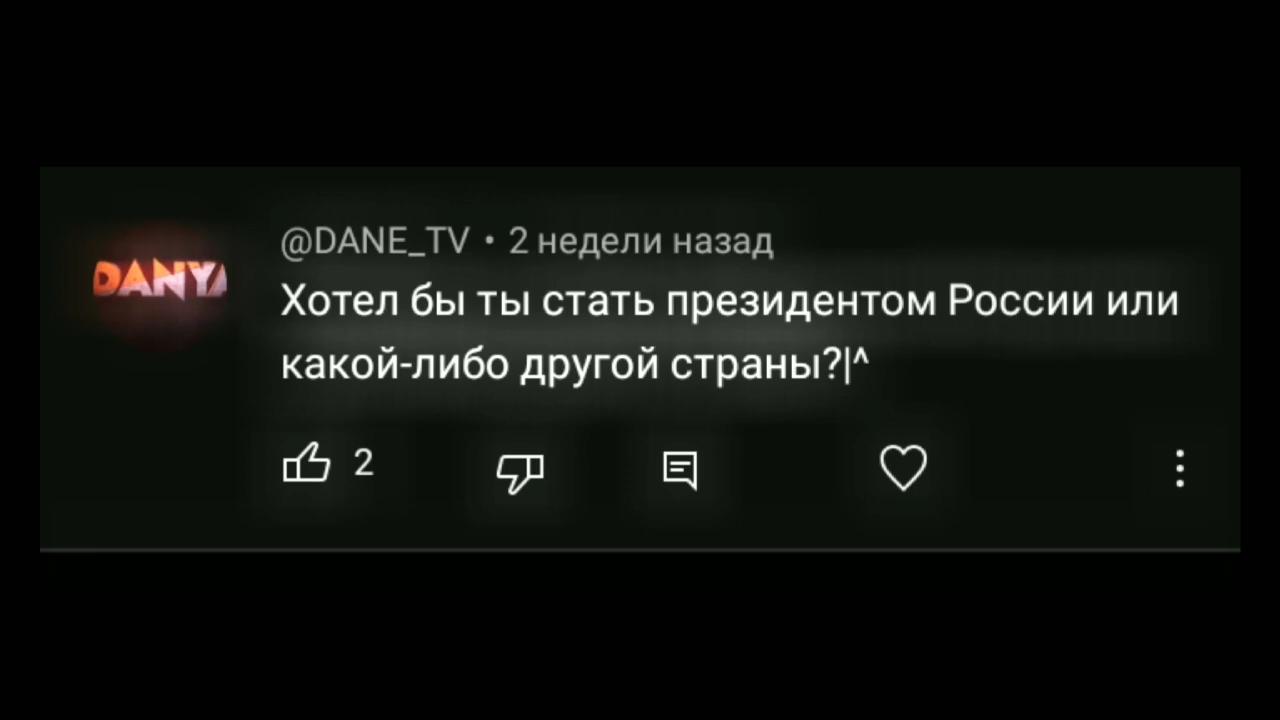 DANYA
@DANE_TV • 2 недели назад
Хотел бы ты стать президентом России или
какой-либо другой страны?|^
2